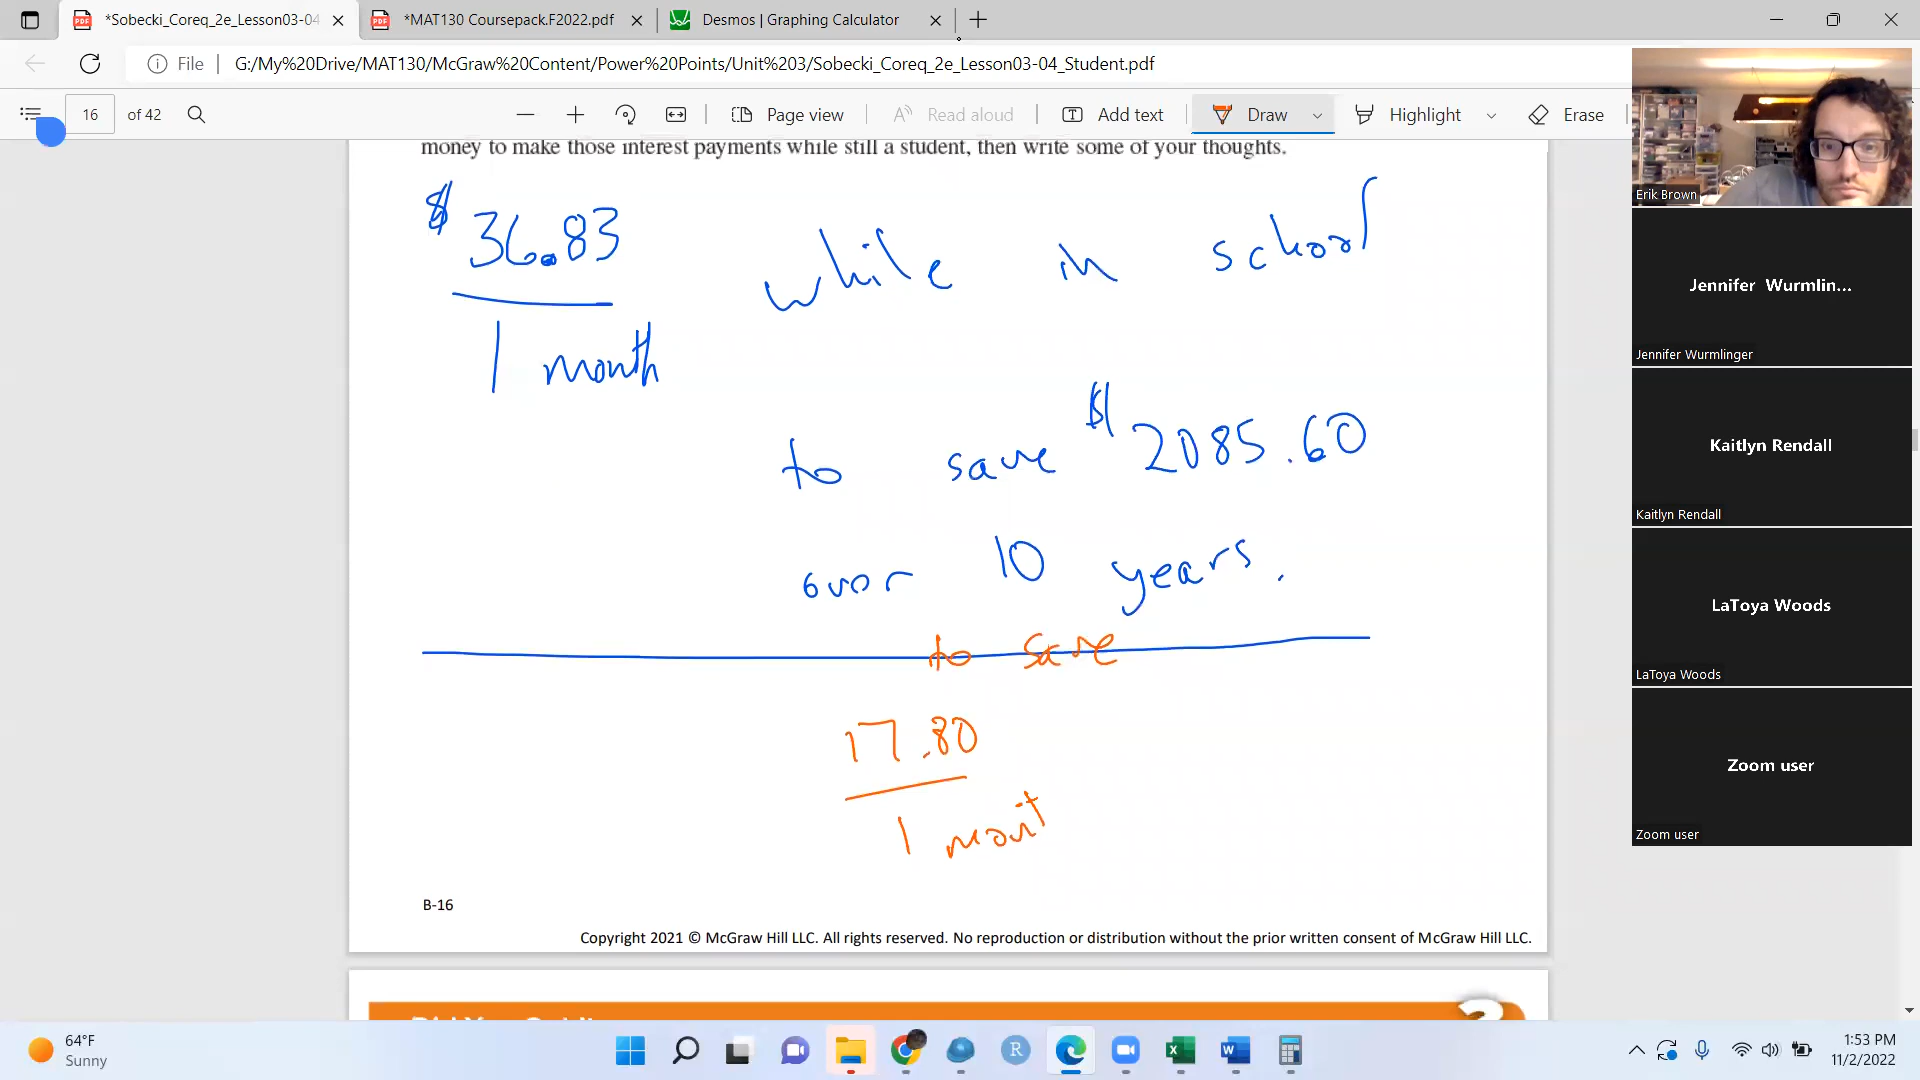 *Sobecki_Coreq_2e_Lesson03-04
*MAT130 Coursepack.F2022.pdf
Desmos | Graphing Calculator
File
G:/My%20Drive/MAT130/McGraw%20Content/Power%20Points/Unit%203/Sobecki_Coreq_2e_Lesson03-04_Student.pdf
16 of 42
Page view
Read aloud
Add text
Draw
Highlight
Erase
money to make those interest payments while still a student, then write some of your thoughts.
$ 36.83 while in school
1 month
to save $ 2085.60
over 10 years.
to save
17.80
1 mont
B-16
Copyright 2021 © McGraw Hill LLC. All rights reserved. No reproduction or distribution without the prior written consent of McGraw Hill LLC.
Erik Brown
Jennifer Wurmlin...
Jennifer Wurmlinger
Kaitlyn Rendall
Kaitlyn Rendall
LaToya Woods
LaToya Woods
Zoom user
Zoom user
64°F
Sunny
1:53 PM
11/2/2022